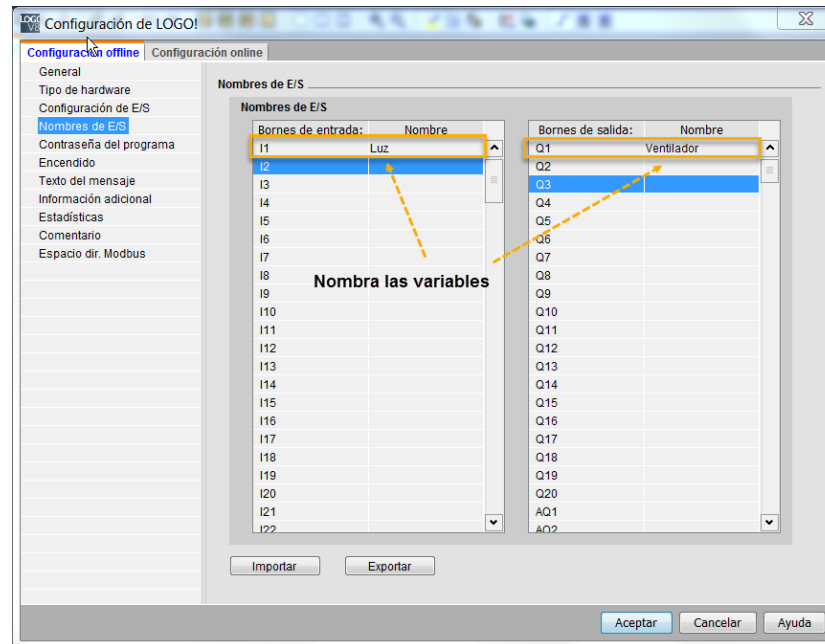 LOGO! V8 Configuración de LOGO!
Configuración offline Configuración online
General
Tipo de hardware
Configuración de E/S
Nombres de E/S
Contraseña del programa
Encendido
Texto del mensaje
Información adicional
Estadísticas
Comentario
Espacio dir. Modbus
Nombres de E/S
Nombres de E/S
Bornes de entrada: Nombre
I1 Luz
I2
I3
I4
I5
I6
I7
I8
I9
I10
I11
I12
I13
I14
I15
I16
I17
I18
I19
I20
I21
I22
Bornes de salida: Nombre
Q1 Ventilador
Q2
Q3
Q4
Q5
Q6
Q7
Q8
Q9
Q10
Q11
Q12
Q13
Q14
Q15
Q16
Q17
Q18
Q19
Q20
AQ1
AQ2
Nombra las variables
Importar Exportar
Aceptar Cancelar Ayuda